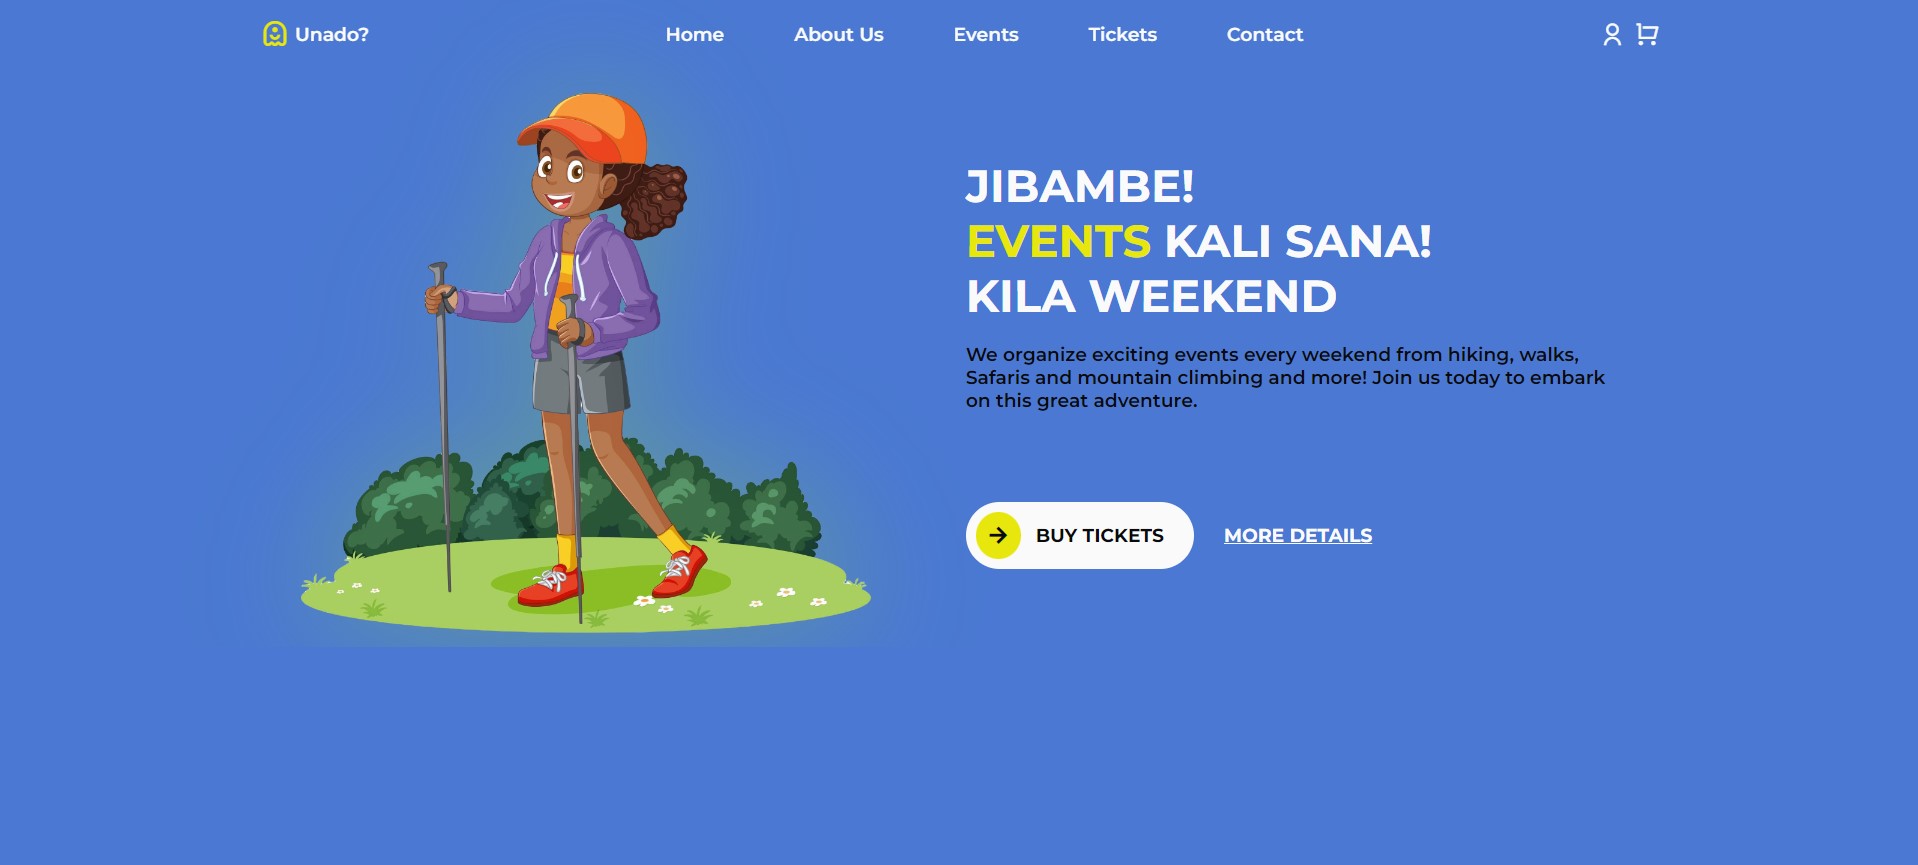 Unado?
Home
About Us
Events
Tickets
Contact
JIBAMBE!
EVENTS KALI SANA!
KILA WEEKEND
We organize exciting events every weekend from hiking, walks,
Safaris and mountain climbing and more! Join us today to embark
on this great adventure.
BUY TICKETS
MORE DETAILS